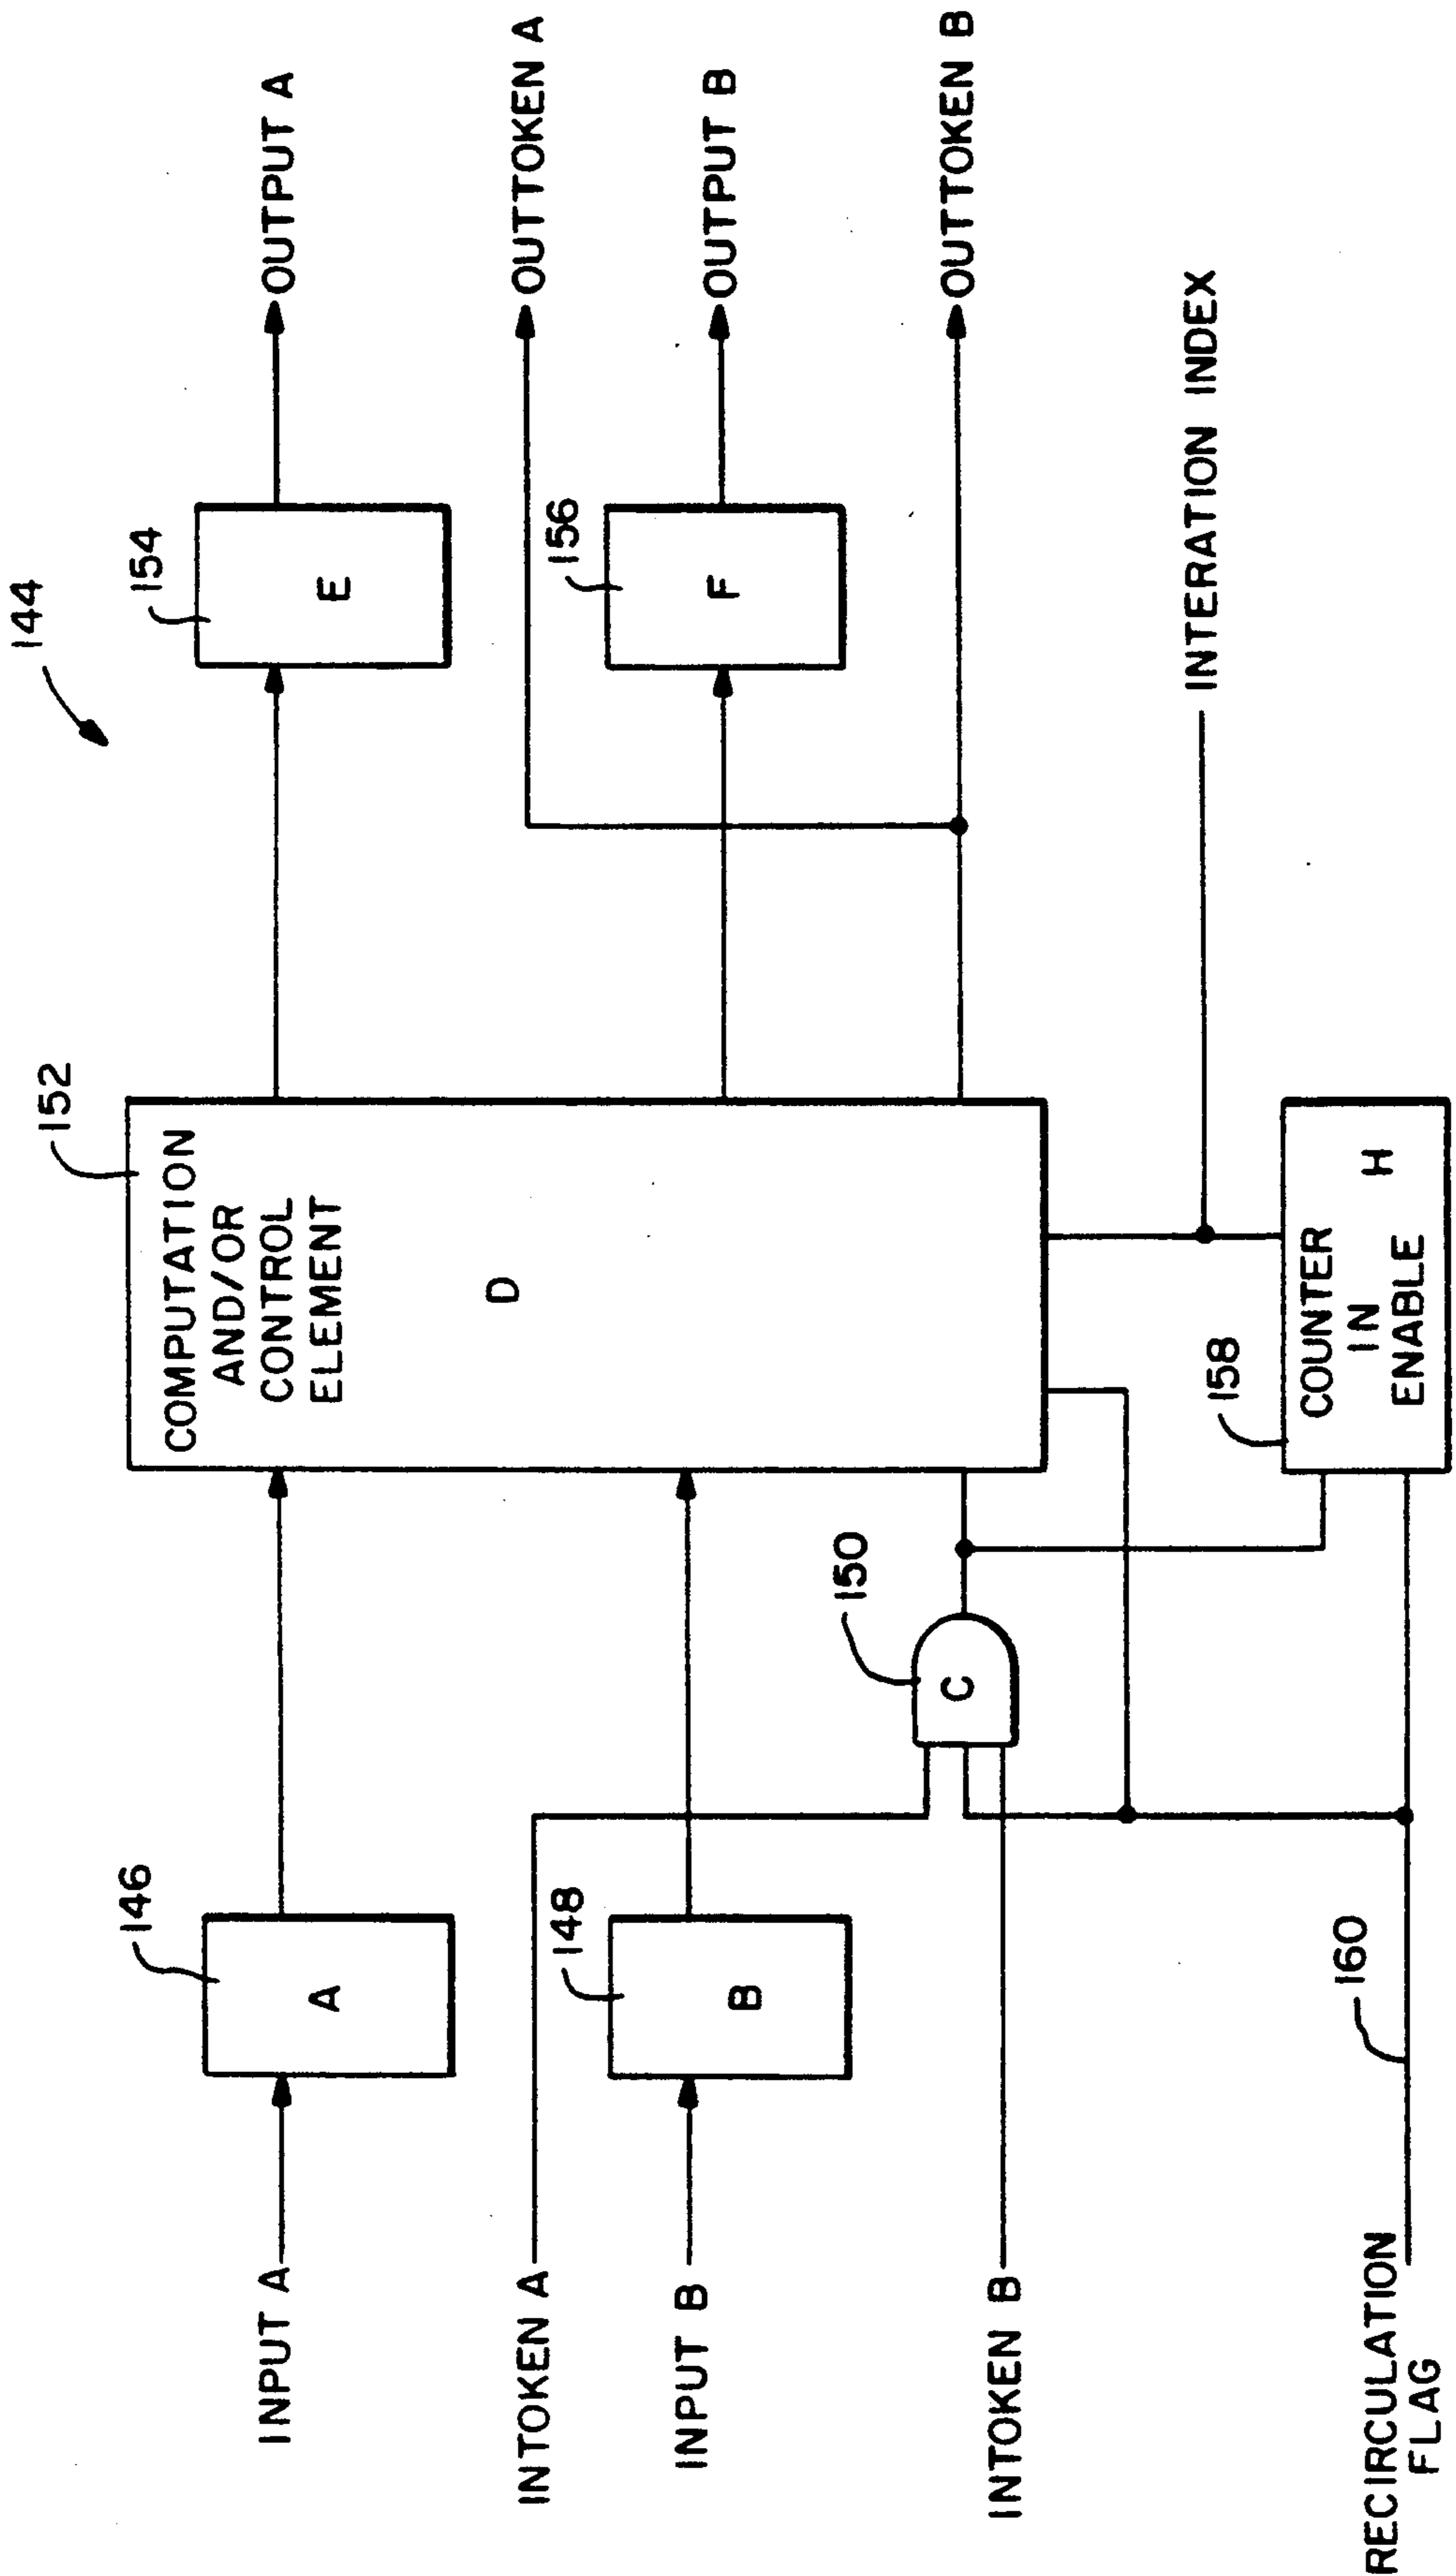 144
INPUT A
146
A
152
COMPUTATION
AND/OR
CONTROL
ELEMENT
D
154
E
OUTPUT A
INTOKEN A
OUTTOKEN A
INPUT B
148
B
156
F
OUTPUT B
INTOKEN B
150
C
OUTTOKEN B
INTERATION INDEX
158
COUNTER
IN
ENABLE
H
RECIRCULATION
FLAG
160